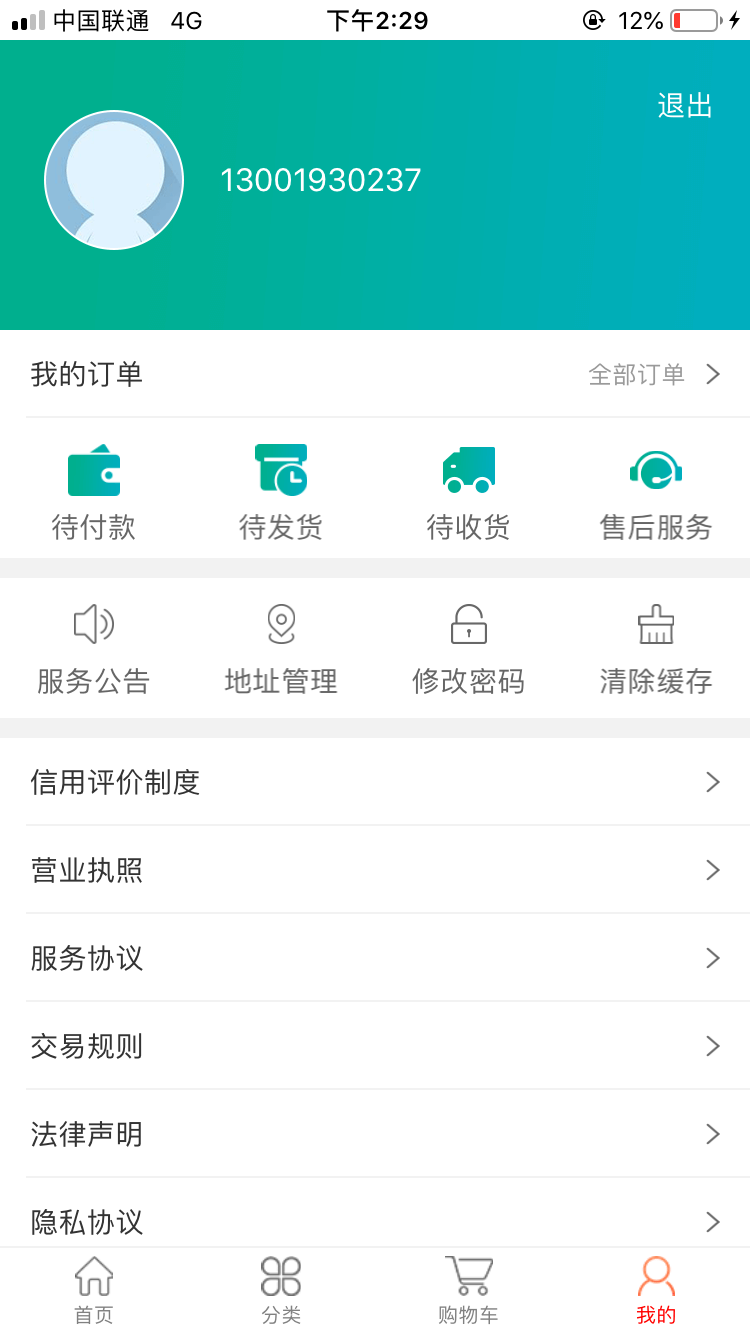 中国联通 4G 下午2:29 12%
退出
13001930237
我的订单 全部订单
待付款 待发货 待收货 售后服务
服务公告 地址管理 修改密码 清除缓存
信用评价制度
营业执照
服务协议
交易规则
法律声明
隐私协议
首页 分类 购物车 我的